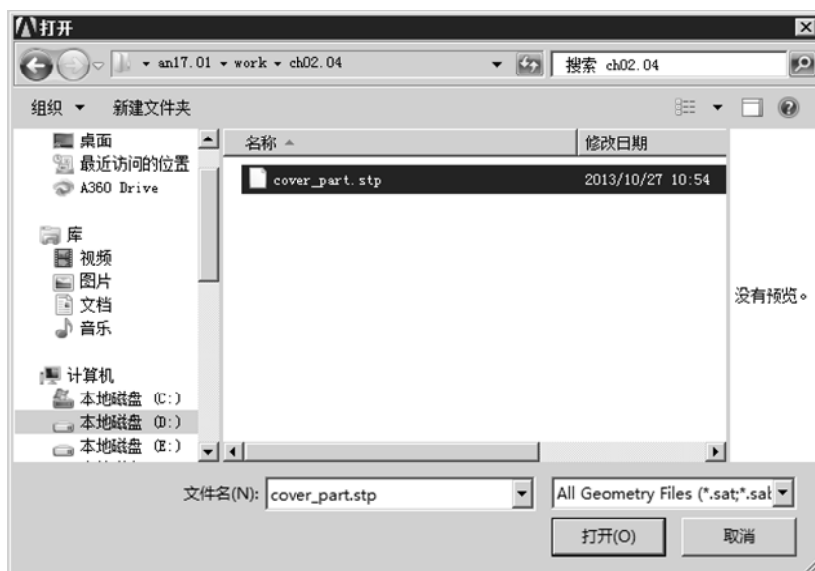 打开
an17.01 work ch02.04
搜索 ch02.04
组织 新建文件夹
桌面
最近访问的位置
A360 Drive
库
视频
图片
文档
音乐
计算机
本地磁盘 (C:)
本地磁盘 (D:)
本地磁盘 (E:)
名称 修改日期
cover_part.stp 2013/10/27 10:54
没有预览。
文件名(N): cover_part.stp
All Geometry Files (*.sat;*.sat
打开(O) 取消